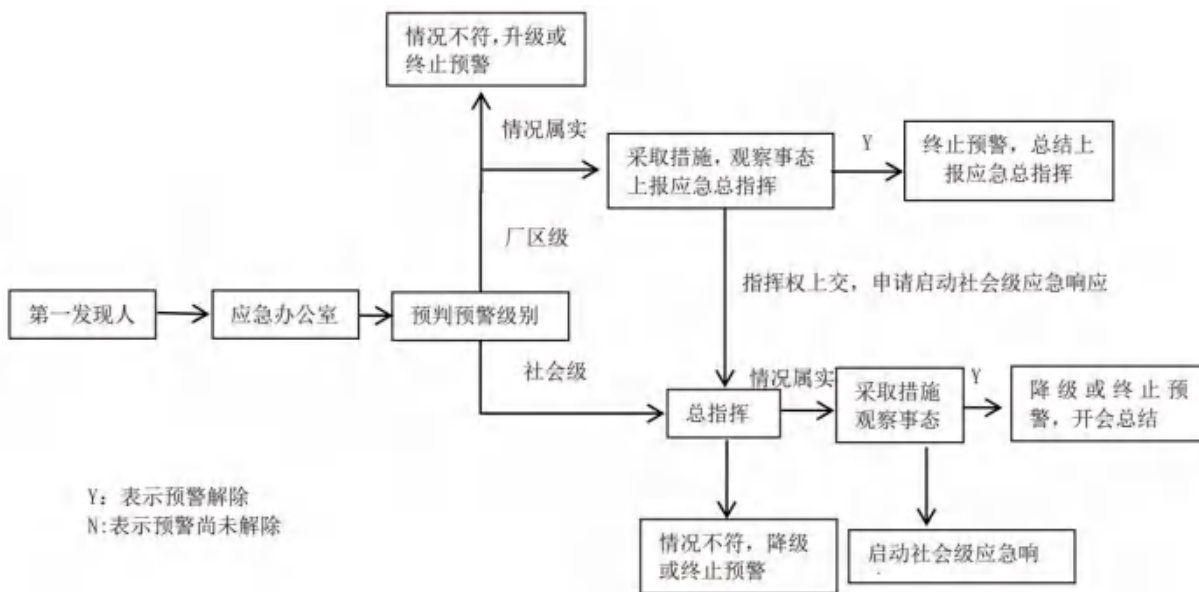 情况不符，升级或
终止预警
情况属实
采取措施，观察事态
上报应急总指挥
Y
终止预警，总结上
报应急总指挥
厂区级
指挥权上交，申请启动社会级应急响应
第一发现人
应急办公室
预判预警级别
社会级
总指挥
情况属实
采取措施
观察事态
Y
降级或终止预
警，开会总结
Y：表示预警解除
N:表示预警尚未解除
情况不符，降级
或终止预警
启动社会级应急响